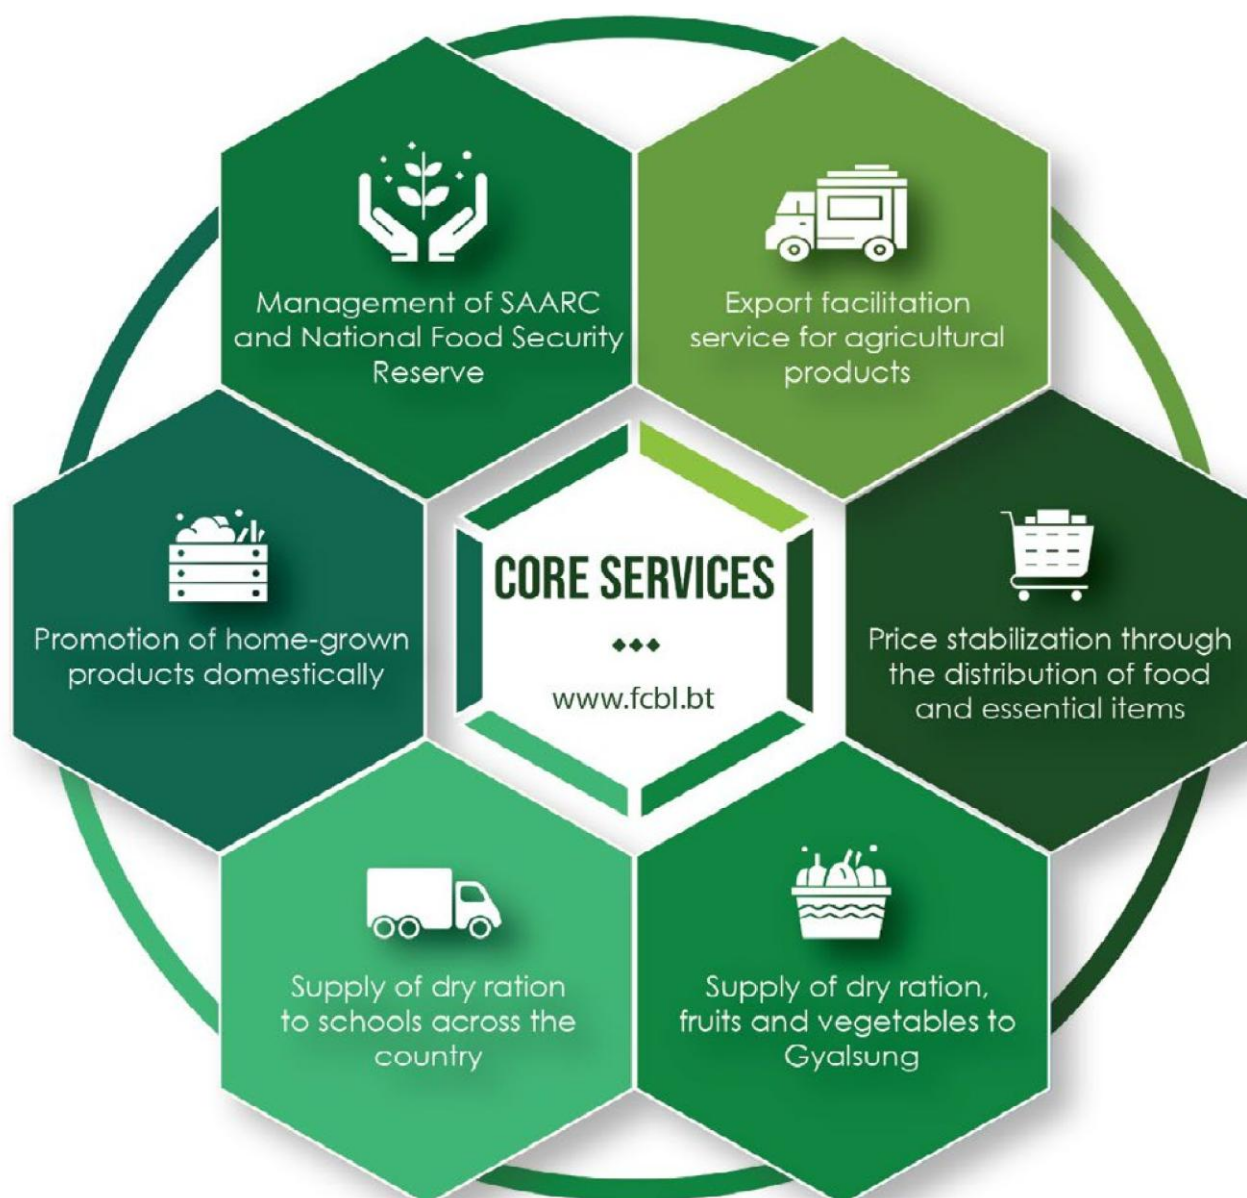 Management of SAARC
and National Food Security
Reserve
Export facilitation
service for agricultural
products
Promotion of home-grown
products domestically
CORE SERVICES
www.fcbl.bt
Price stabilization through
the distribution of food
and essential items
Supply of dry ration
to schools across the
country
Supply of dry ration,
fruits and vegetables to
Gyalsung